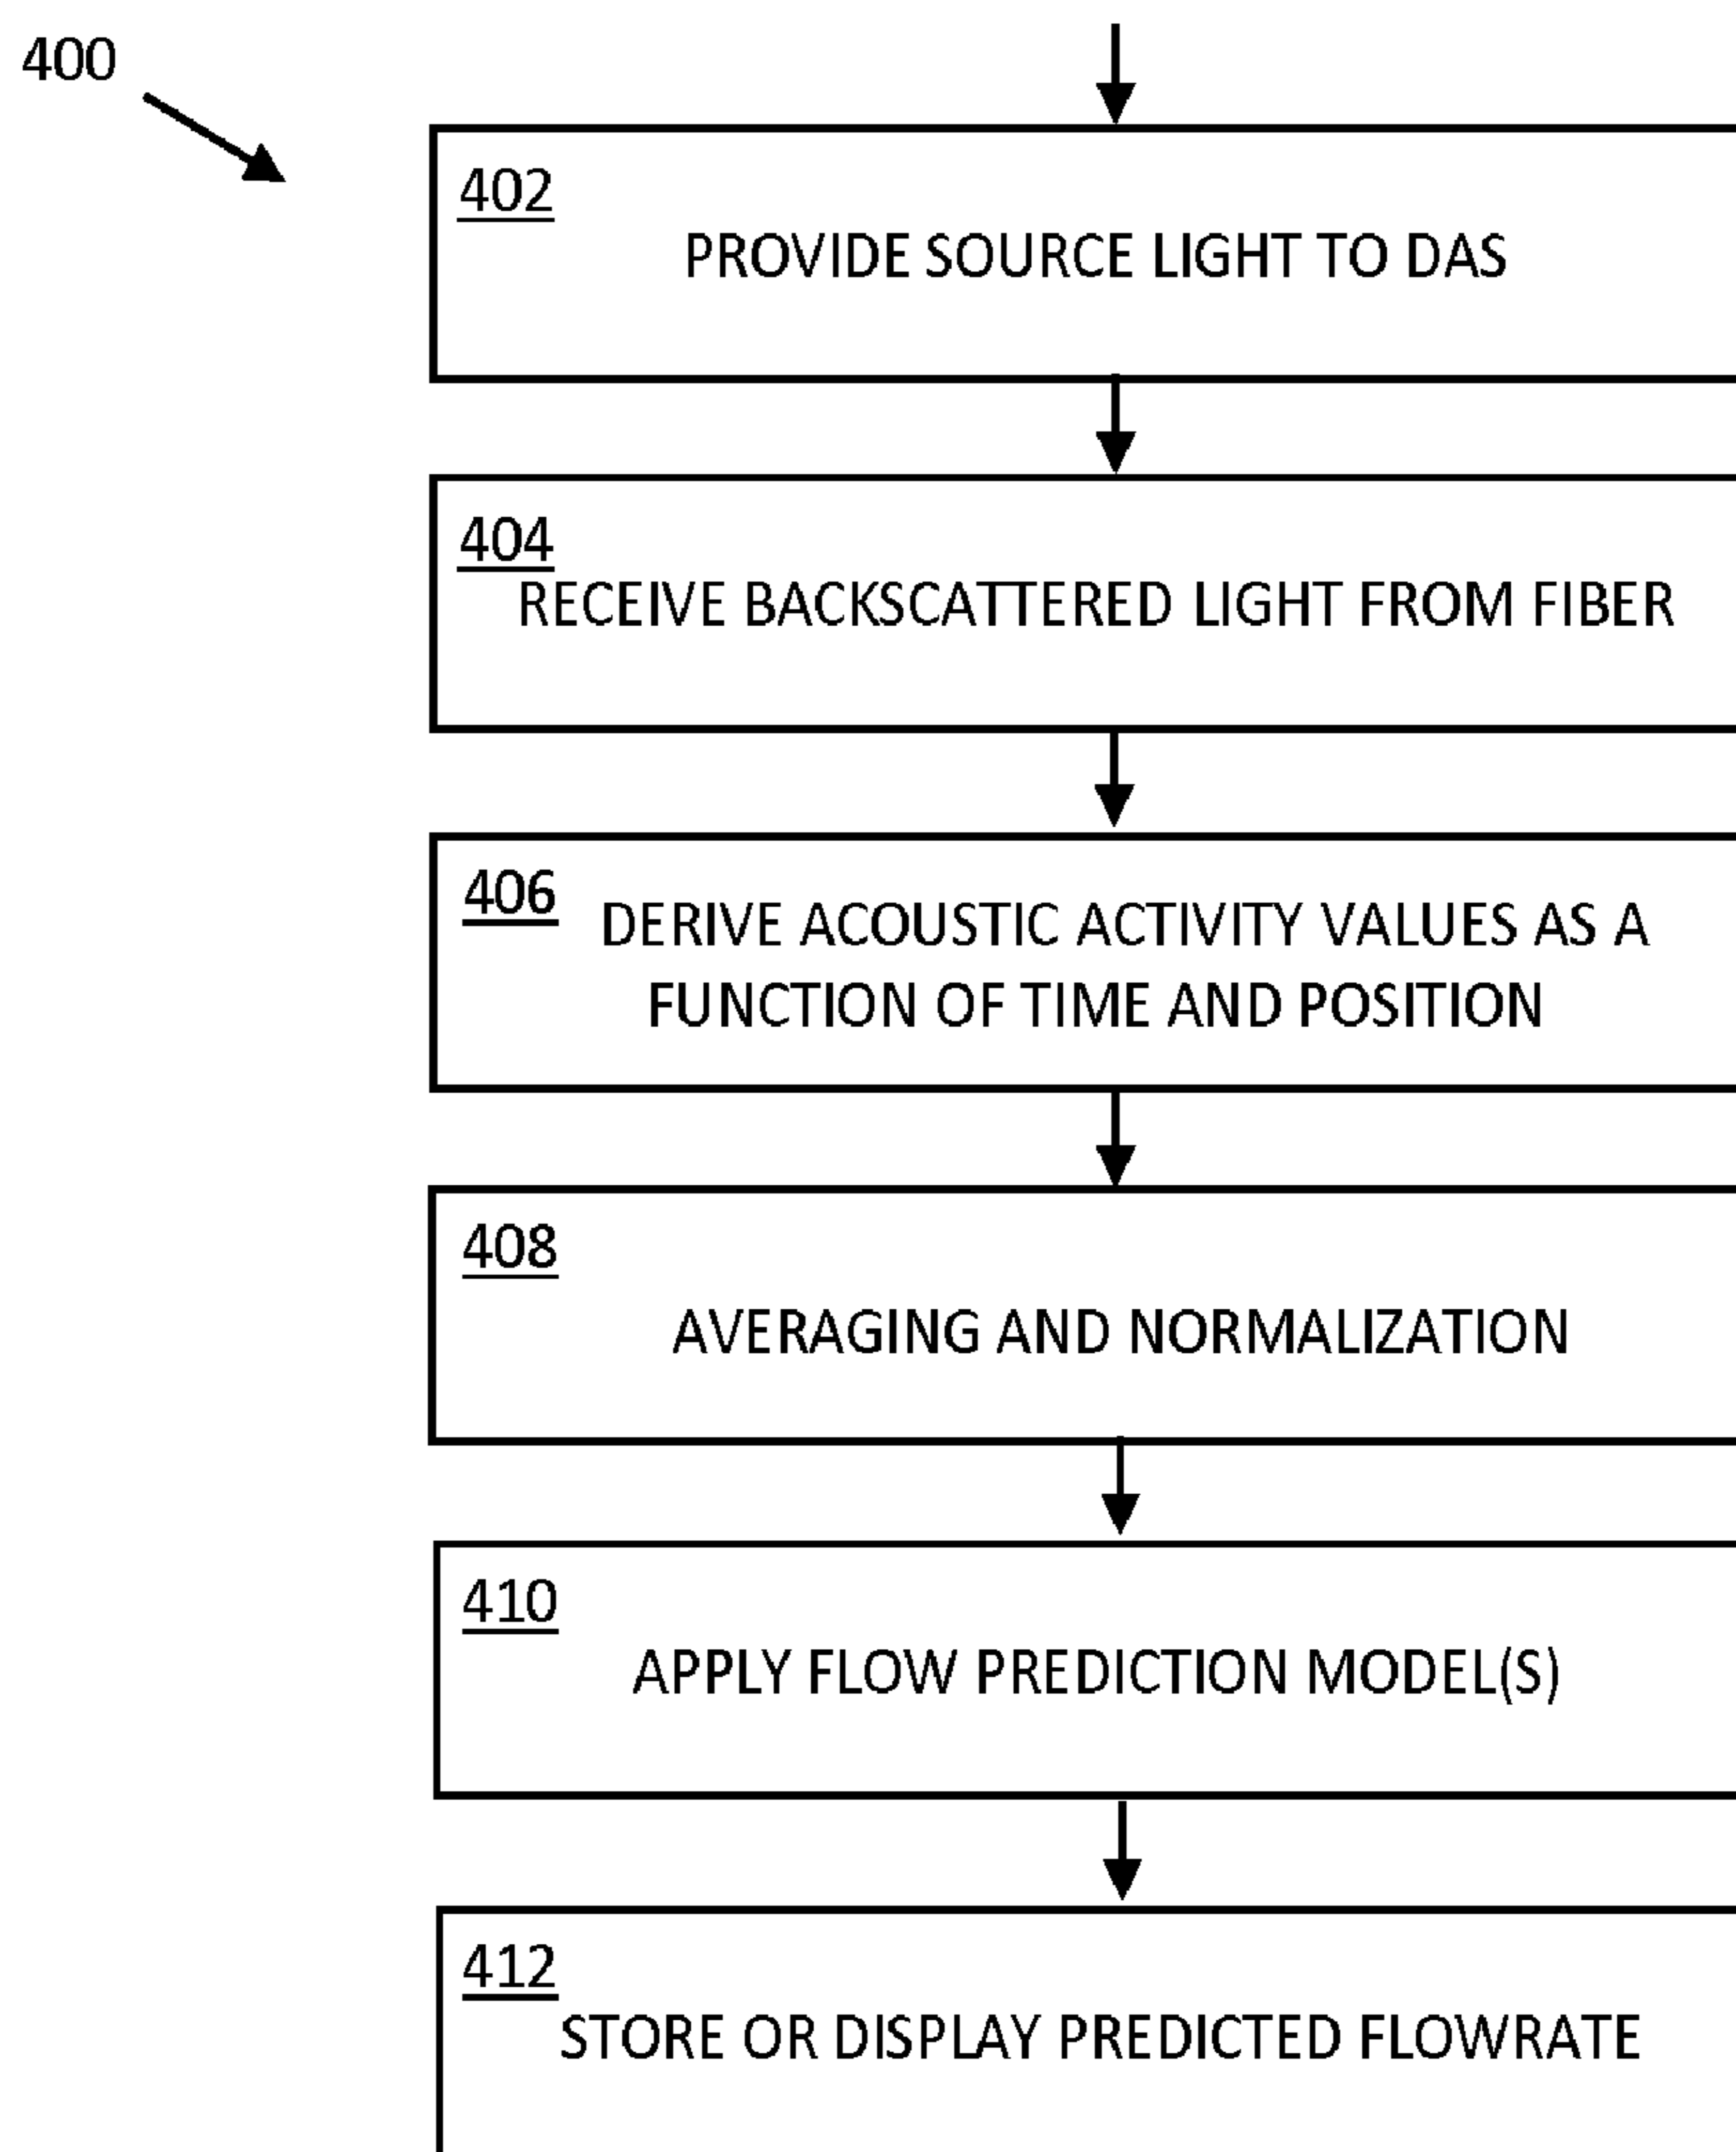 400
402
PROVIDE SOURCE LIGHT TO DAS
404
RECEIVE BACKSCATTERED LIGHT FROM FIBER
406
DERIVE ACOUSTIC ACTIVITY VALUES AS A
FUNCTION OF TIME AND POSITION
408
AVERAGING AND NORMALIZATION
410
APPLY FLOW PREDICTION MODEL(S)
412
STORE OR DISPLAY PREDICTED FLOWRATE